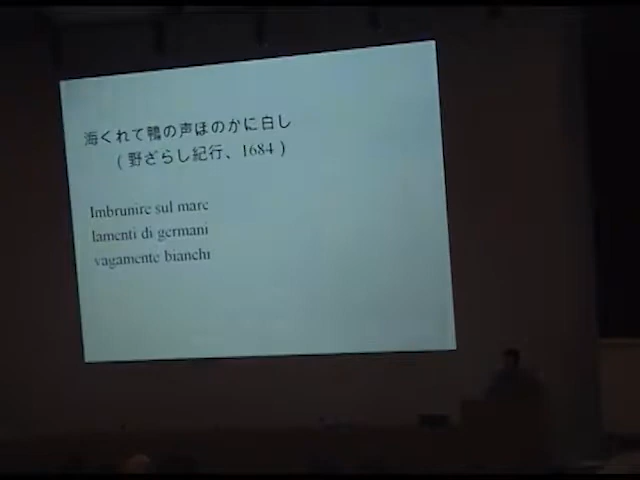 海くれて鴨の声ほのかに白し
(野ざらし紀行、1684)
Imbrunire sul mare
lamenti di germani
vagamente bianchi